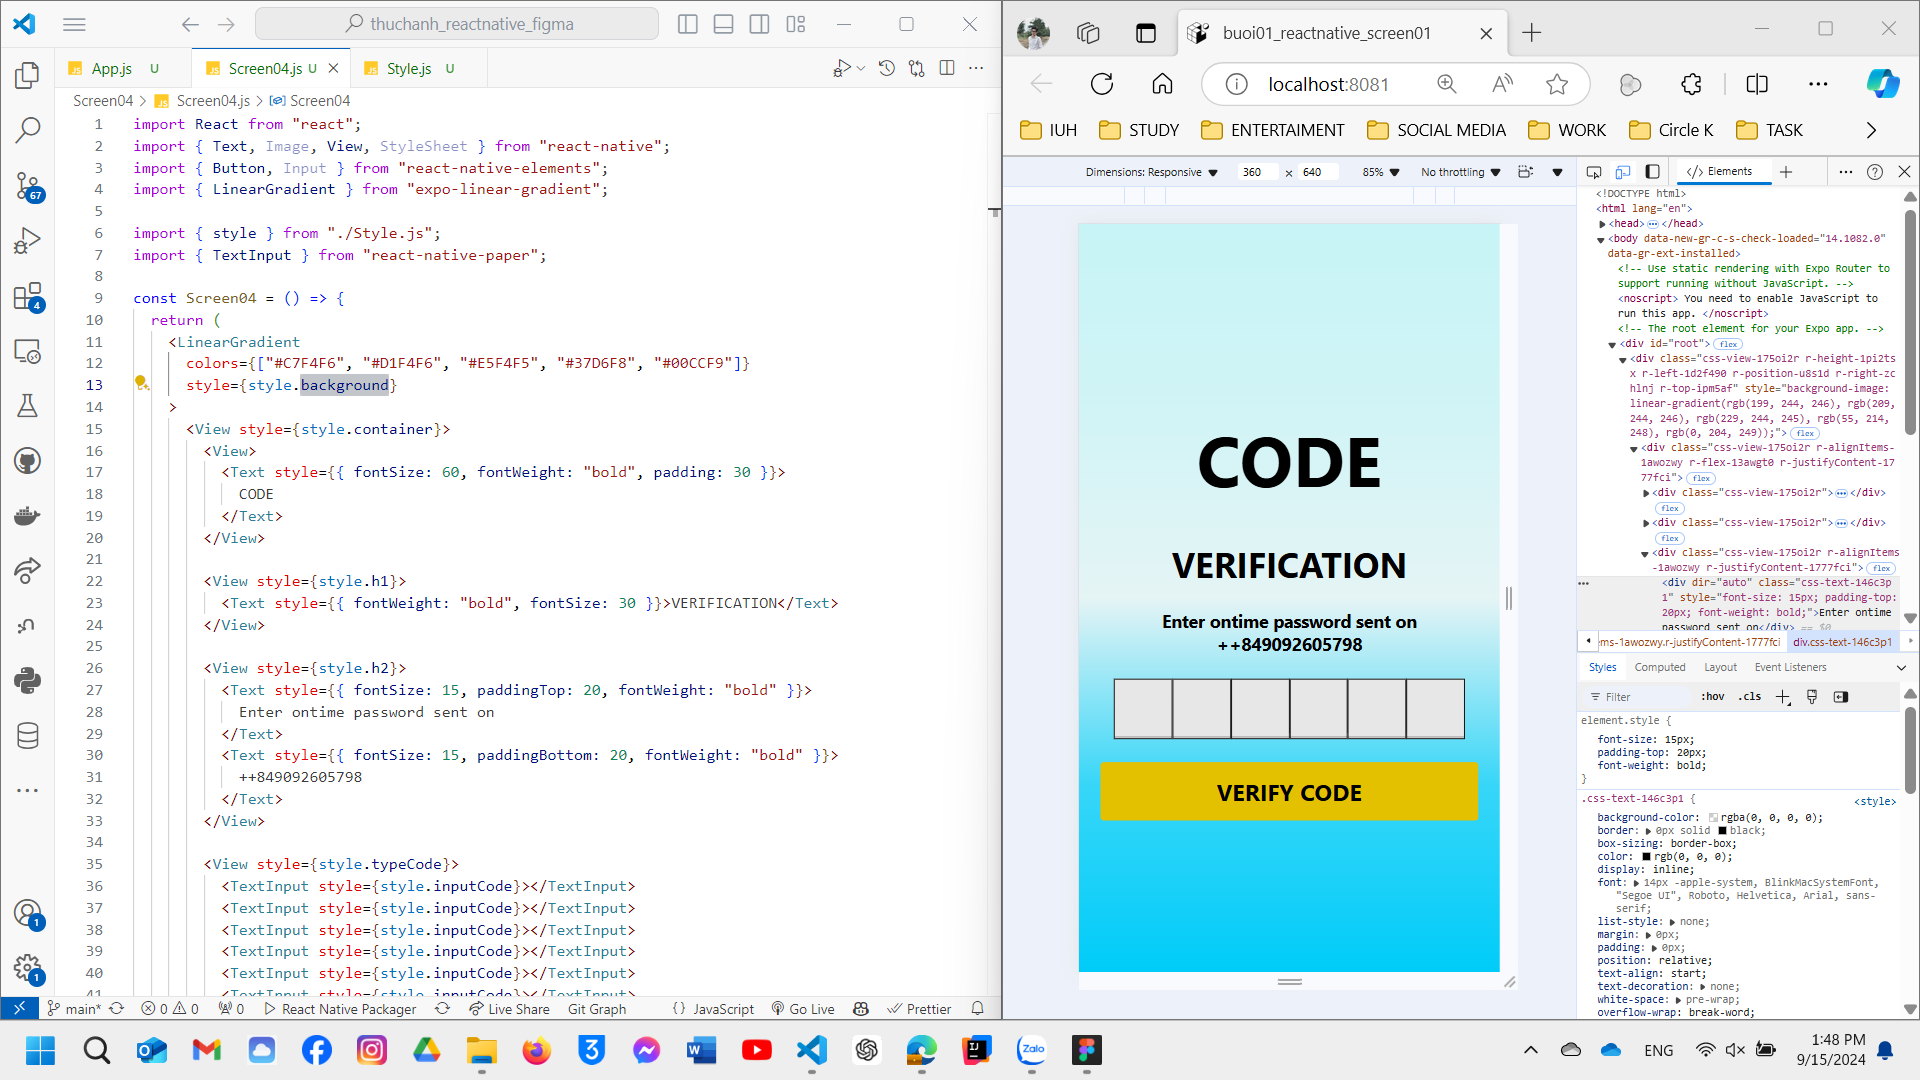 thuchanh_reactnative_figma
App.js U
Screen04.js U
Style.js U
Screen04 > Screen04.js > Screen04
1 import React from "react";
2 import { Text, Image, View, StyleSheet } from "react-native";
3 import { Button, Input } from "react-native-elements";
4 import { LinearGradient } from "expo-linear-gradient";
5
6 import { style } from "./Style.js";
7 import { TextInput } from "react-native-paper";
8
9 const Screen04 = () => {
10 return (
11 <LinearGradient
12 colors={["#C7F4F6", "#D1F4F6", "#E5F4F5", "#37D6F8", "#00CCF9"]}
13 style={style.background}
14 >
15 <View style={style.container}>
16 <View>
17 <Text style={{ fontSize: 60, fontWeight: "bold", padding: 30 }}>
18 CODE
19 </Text>
20 </View>
21
22 <View style={style.h1}>
23 <Text style={{ fontWeight: "bold", fontSize: 30 }}>VERIFICATION</Text>
24 </View>
25
26 <View style={style.h2}>
27 <Text style={{ fontSize: 15, paddingTop: 20, fontWeight: "bold" }}>
28 Enter ontime password sent on
29 </Text>
30 <Text style={{ fontSize: 15, paddingBottom: 20, fontWeight: "bold" }}>
31 ++849092605798
32 </Text>
33 </View>
34
35 <View style={style.typeCode}>
36 <TextInput style={style.inputCode}></TextInput>
37 <TextInput style={style.inputCode}></TextInput>
38 <TextInput style={style.inputCode}></TextInput>
39 <TextInput style={style.inputCode}></TextInput>
40 <TextInput style={style.inputCode}></TextInput>
41 <TextInput style={style.inputCode}></TextInput>
67
4
1
1
main* 0 0 0 React Native Packager Live Share Git Graph {} JavaScript Go Live Prettier
buoi01_reactnative_screen01
localhost:8081
IUH STUDY ENTERTAIMENT SOCIAL MEDIA WORK Circle K TASK
Dimensions: Responsive 360 × 640 85% No throttling
CODE
VERIFICATION
Enter ontime password sent on
++849092605798
VERIFY CODE
</> Elements
<!DOCTYPE html>
<html lang="en">
<head> ⋯ </head>
<body data-new-gr-c-s-check-loaded="14.1082.0"
data-gr-ext-installed>
<!-- Use static rendering with Expo Router to
support running without JavaScript. -->
<noscript> You need to enable JavaScript to
run this app. </noscript>
<!-- The root element for your Expo app. -->
<div id="root"> flex
<div class="css-view-175oi2r r-height-1pi2ts
x r-left-1d2f490 r-position-u8s1d r-right-zc
hlnj r-top-ipm5af" style="background-image:
linear-gradient(rgb(199, 244, 246), rgb(209,
244, 246), rgb(229, 244, 245), rgb(55, 214,
248), rgb(0, 204, 249));"> flex
<div class="css-view-175oi2r r-alignItems-
1awozwy r-flex-13awgt0 r-justifyContent-17
77fci"> flex
<div class="css-view-175oi2r"> ⋯ </div>
flex
<div class="css-view-175oi2r"> ⋯ </div>
flex
<div class="css-view-175oi2r r-alignItems
-1awozwy r-justifyContent-1777fci"> flex
<div dir="auto" class="css-text-146c3p
1" style="font-size: 15px; padding-top:
20px; font-weight: bold;">Enter ontime
password sent on</div> == $0
ems-1awozwy.r-justifyContent-1777fci div.css-text-146c3p1
Styles Computed Layout Event Listeners
Filter :hov .cls
element.style {
font-size: 15px;
padding-top: 20px;
font-weight: bold;
}
.css-text-146c3p1 { <style>
background-color: rgba(0, 0, 0, 0);
border: 0px solid black;
box-sizing: border-box;
color: rgb(0, 0, 0);
display: inline;
font: 14px -apple-system, BlinkMacSystemFont,
"Segoe UI", Roboto, Helvetica, Arial, sans-
serif;
list-style: none;
margin: 0px;
padding: 0px;
position: relative;
text-align: start;
text-decoration: none;
white-space: pre-wrap;
overflow-wrap: break-word;
Zalo
ENG
1:48 PM
9/15/2024